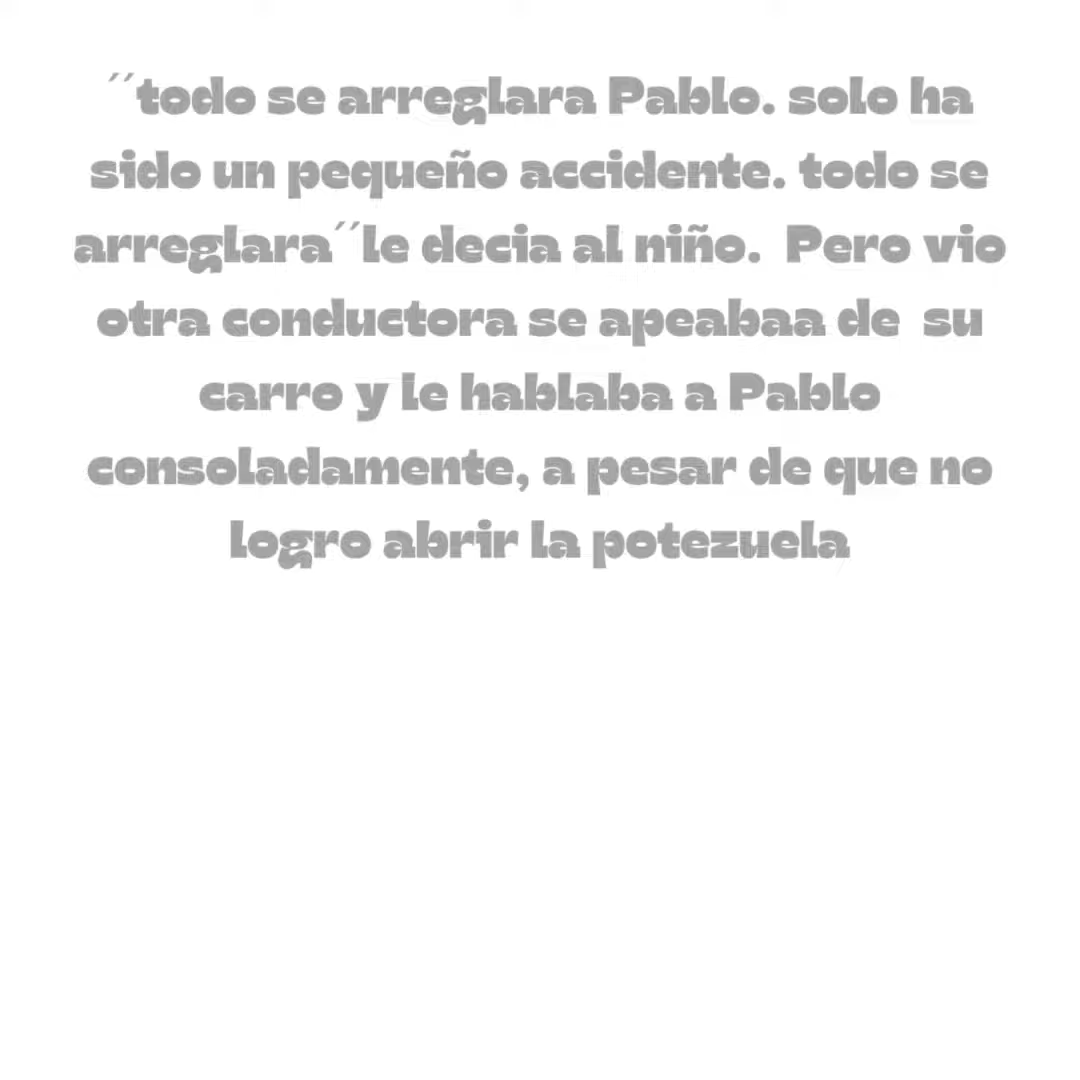 ´´todo se arreglara Pablo. solo ha
sido un pequeño accidente. todo se
arreglara´´le decia al niño.  Pero vio
otra conductora se apeabaa de  su
carro y le hablaba a Pablo
consoladamente, a pesar de que no
logro abrir la potezuela